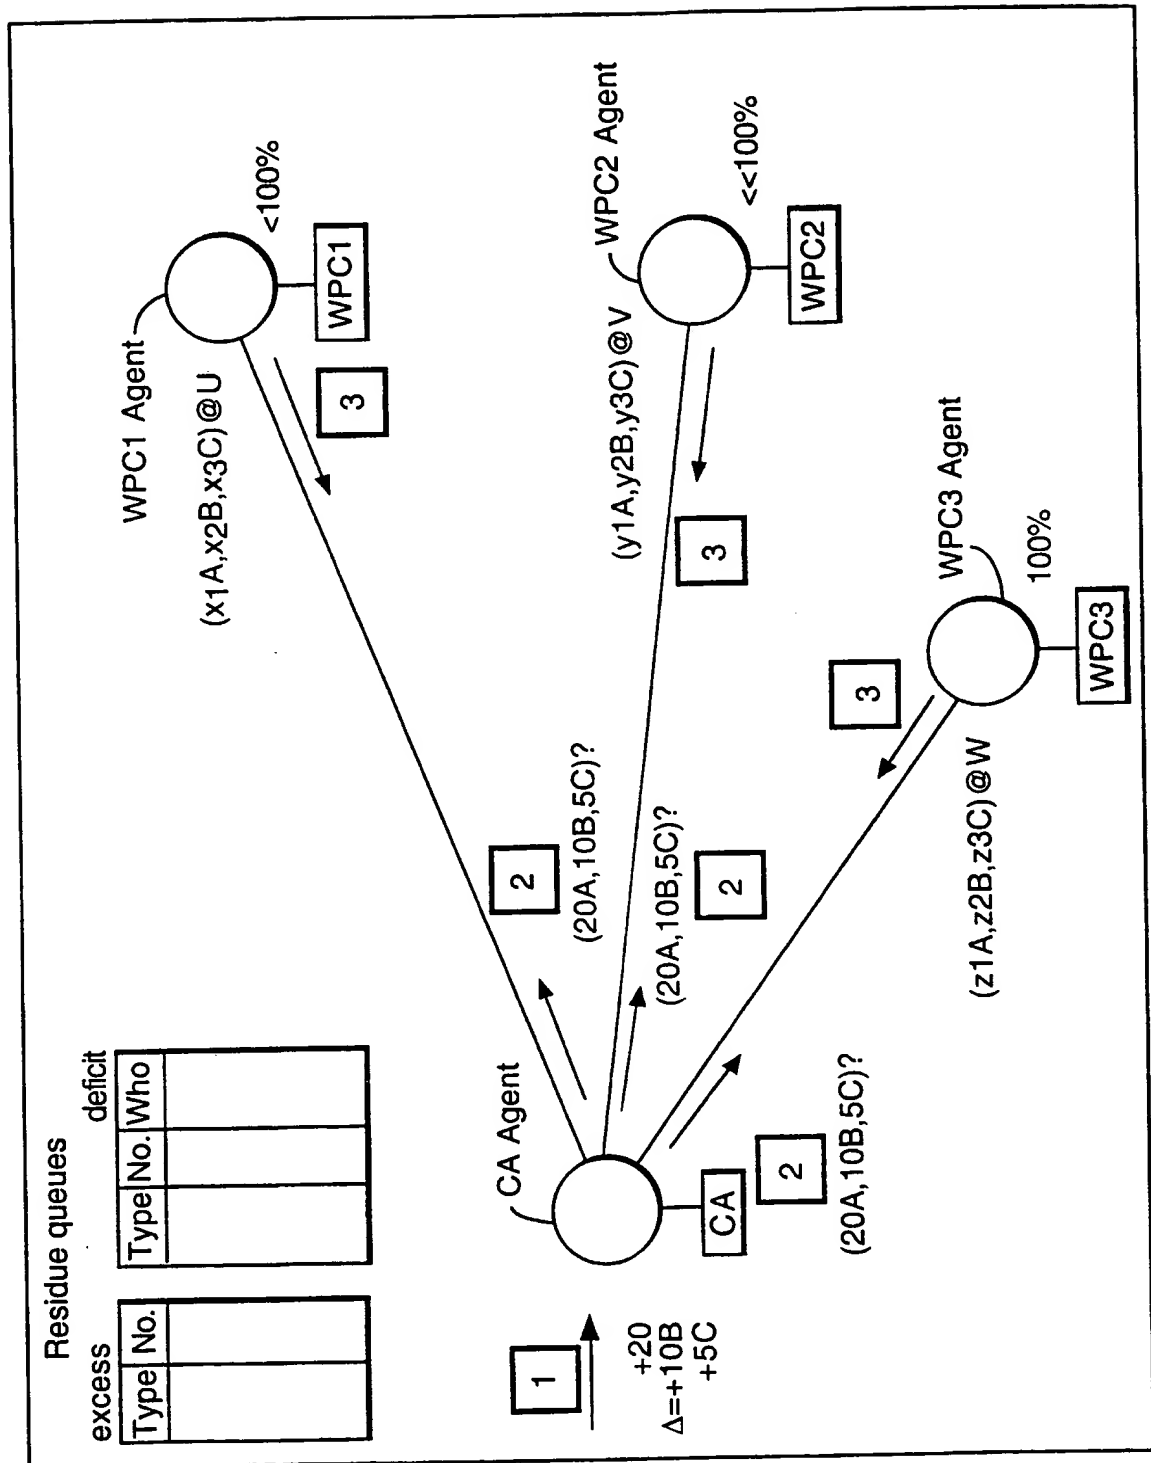 Residue queues
excess
deficit
Type No.
Type No. Who
WPC1 Agent
<100%
WPC1
(x1A,x2B,x3C)@U
3
CA Agent
2
(20A,10B,5C)?
WPC2 Agent
<<100%
WPC2
(y1A,y2B,y3C)@V
3
(20A,10B,5C)?
2
1
+20
Δ=+10B
+5C
CA
2
(20A,10B,5C)?
WPC3 Agent
100%
WPC3
3
(z1A,z2B,z3C)@W